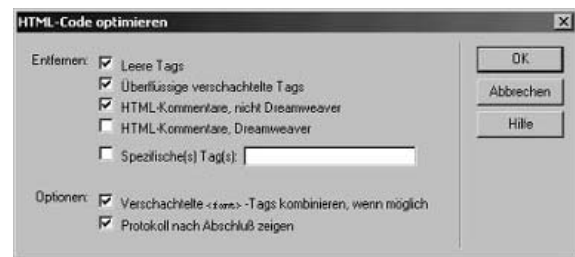 HTML-Code optimieren
Entfernen: Leere Tags
Überflüssige verschachtelte Tags
HTML-Kommentare, nicht Dreamweaver
HTML-Kommentare, Dreamweaver
Spezifische(s) Tag(s):
Optionen: Verschachtelte <font> -Tags kombinieren, wenn möglich
Protokoll nach Abschluß zeigen
OK
Abbrechen
Hilfe